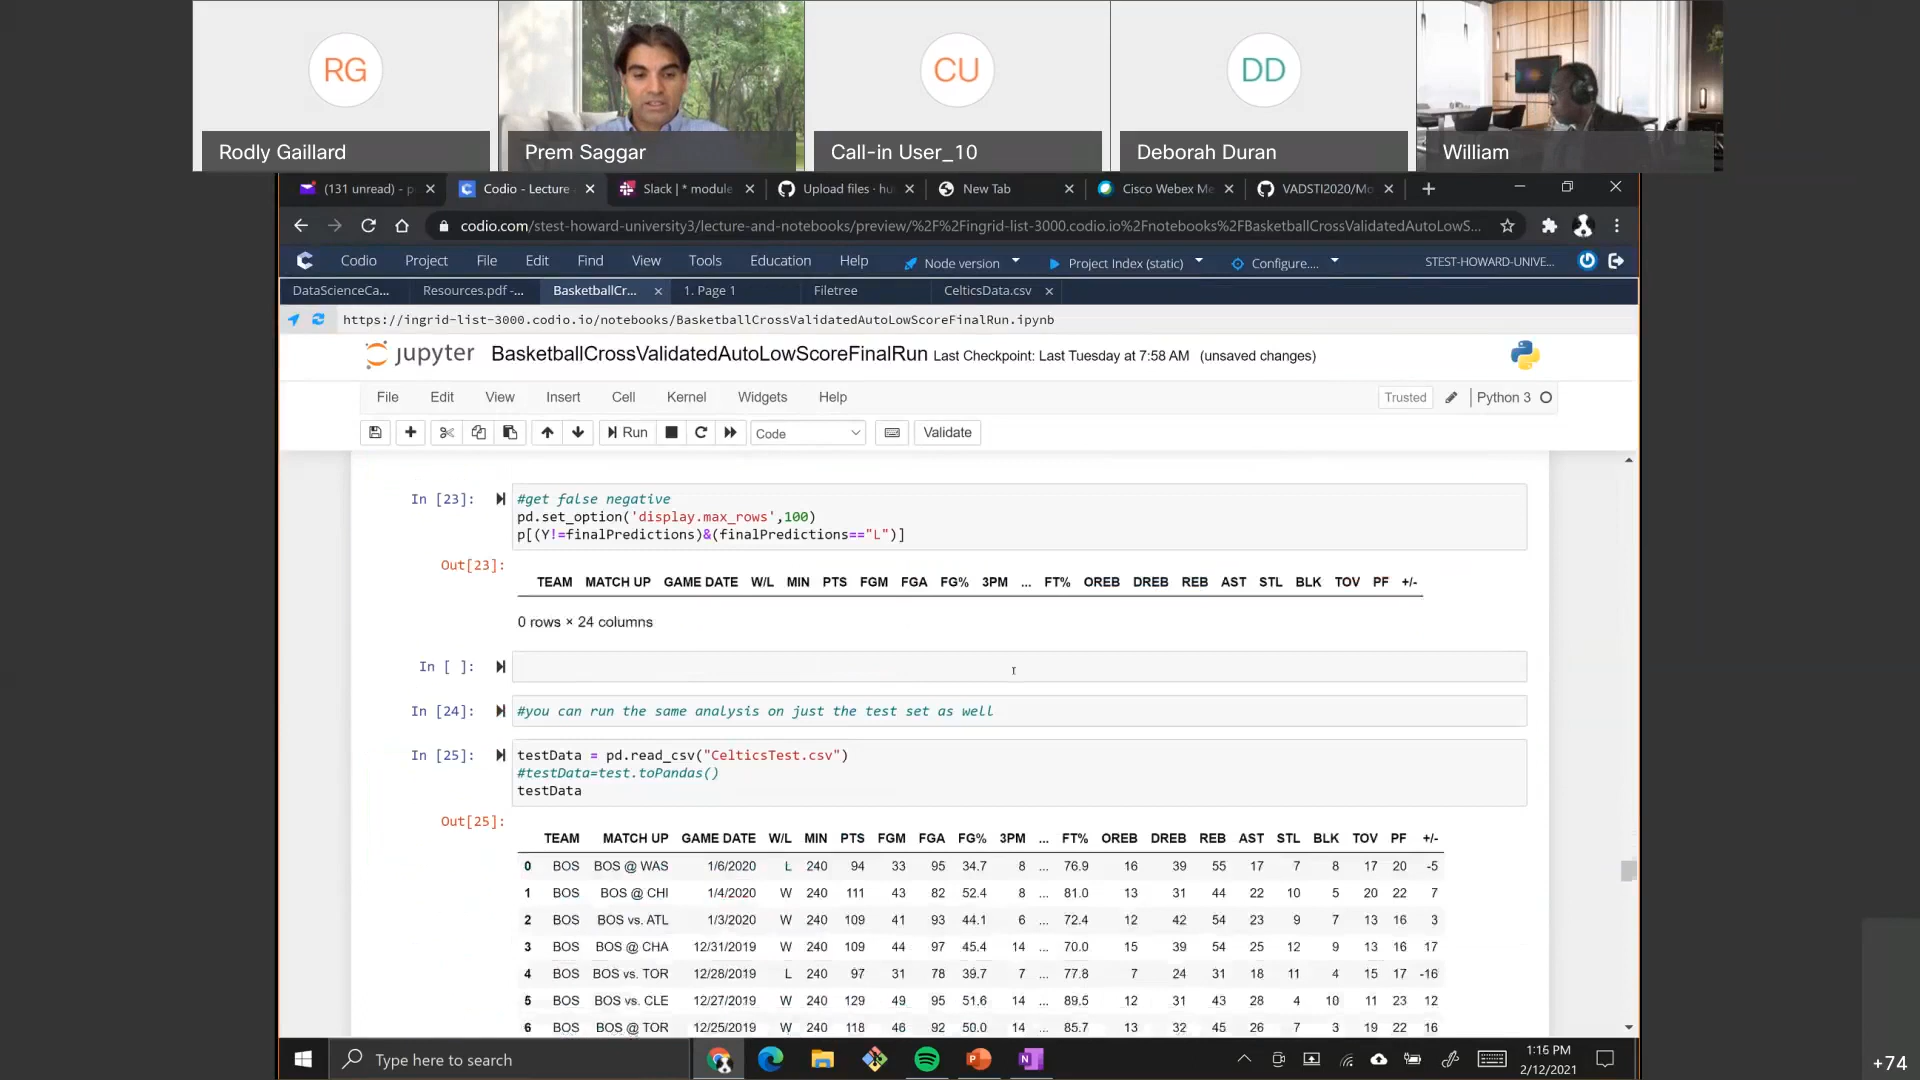 RG
CU
DD
Rodly Gaillard
Prem Saggar
Call-in User_10
Deborah Duran
William
(131 unread) - p
Codio - Lecture
Slack | * module
Upload files · hu
New Tab
Cisco Webex Me
VADSTI2020/Mo
codio.com/stest-howard-university3/lecture-and-notebooks/preview/%2F%2Fingrid-list-3000.codio.io%2Fnotebooks%2FBasketballCrossValidatedAutoLowS...
Codio Project File Edit Find View Tools Education Help Node version Project Index (static) Configure.... STEST-HOWARD-UNIVE...
DataScienceCa... Resources.pdf -... BasketballCr... 1. Page 1 Filetree CelticsData.csv
https://ingrid-list-3000.codio.io/notebooks/BasketballCrossValidatedAutoLowScoreFinalRun.ipynb
jupyter BasketballCrossValidatedAutoLowScoreFinalRun Last Checkpoint: Last Tuesday at 7:58 AM (unsaved changes)
File Edit View Insert Cell Kernel Widgets Help Trusted Python 3
Run Code Validate
In [23]: #get false negative
pd.set_option('display.max_rows',100)
p[(Y!=finalPredictions)&(finalPredictions=="L")]
Out[23]:
TEAM MATCH UP GAME DATE W/L MIN PTS FGM FGA FG% 3PM ... FT% OREB DREB REB AST STL BLK TOV PF +/-
0 rows × 24 columns
In [ ]:
In [24]: #you can run the same analysis on just the test set as well
In [25]: testData = pd.read_csv("CelticsTest.csv")
#testData=test.toPandas()
testData
Out[25]:
TEAM MATCH UP GAME DATE W/L MIN PTS FGM FGA FG% 3PM ... FT% OREB DREB REB AST STL BLK TOV PF +/-
0 BOS BOS @ WAS 1/6/2020 L 240 94 33 95 34.7 8 ... 76.9 16 39 55 17 7 8 17 20 -5
1 BOS BOS @ CHI 1/4/2020 W 240 111 43 82 52.4 8 ... 81.0 13 31 44 22 10 5 20 22 7
2 BOS BOS vs. ATL 1/3/2020 W 240 109 41 93 44.1 6 ... 72.4 12 42 54 23 9 7 13 16 3
3 BOS BOS @ CHA 12/31/2019 W 240 109 44 97 45.4 14 ... 70.0 15 39 54 25 12 9 13 16 17
4 BOS BOS vs. TOR 12/28/2019 L 240 97 31 78 39.7 7 ... 77.8 7 24 31 18 11 4 15 17 -16
5 BOS BOS vs. CLE 12/27/2019 W 240 129 49 95 51.6 14 ... 89.5 12 31 43 28 4 10 11 23 12
6 BOS BOS @ TOR 12/25/2019 W 240 118 46 92 50.0 14 ... 85.7 13 32 45 26 7 3 19 22 16
Type here to search
1:16 PM
2/12/2021
+74